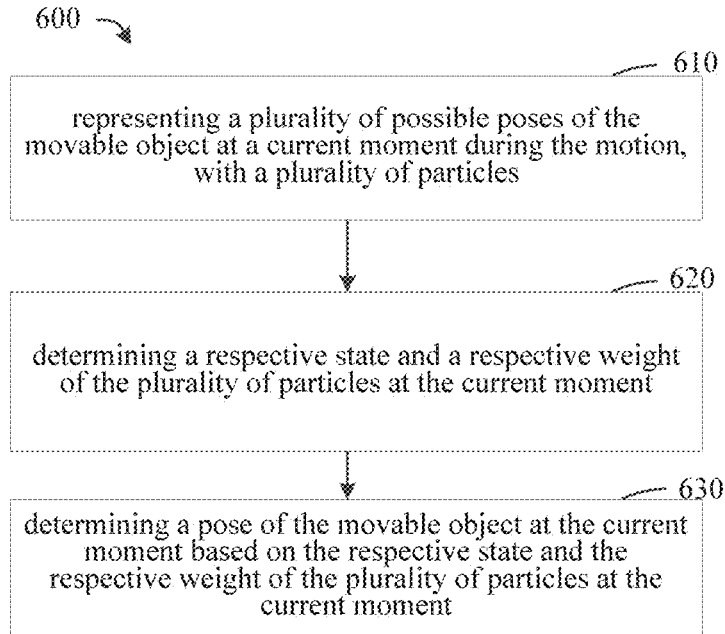 600
610
representing a plurality of possible poses of the
movable object at a current moment during the motion,
with a plurality of particles
620
determining a respective state and a respective weight
of the plurality of particles at the current moment
630
determining a pose of the movable object at the current
moment based on the respective state and the
respective weight of the plurality of particles at the
current moment